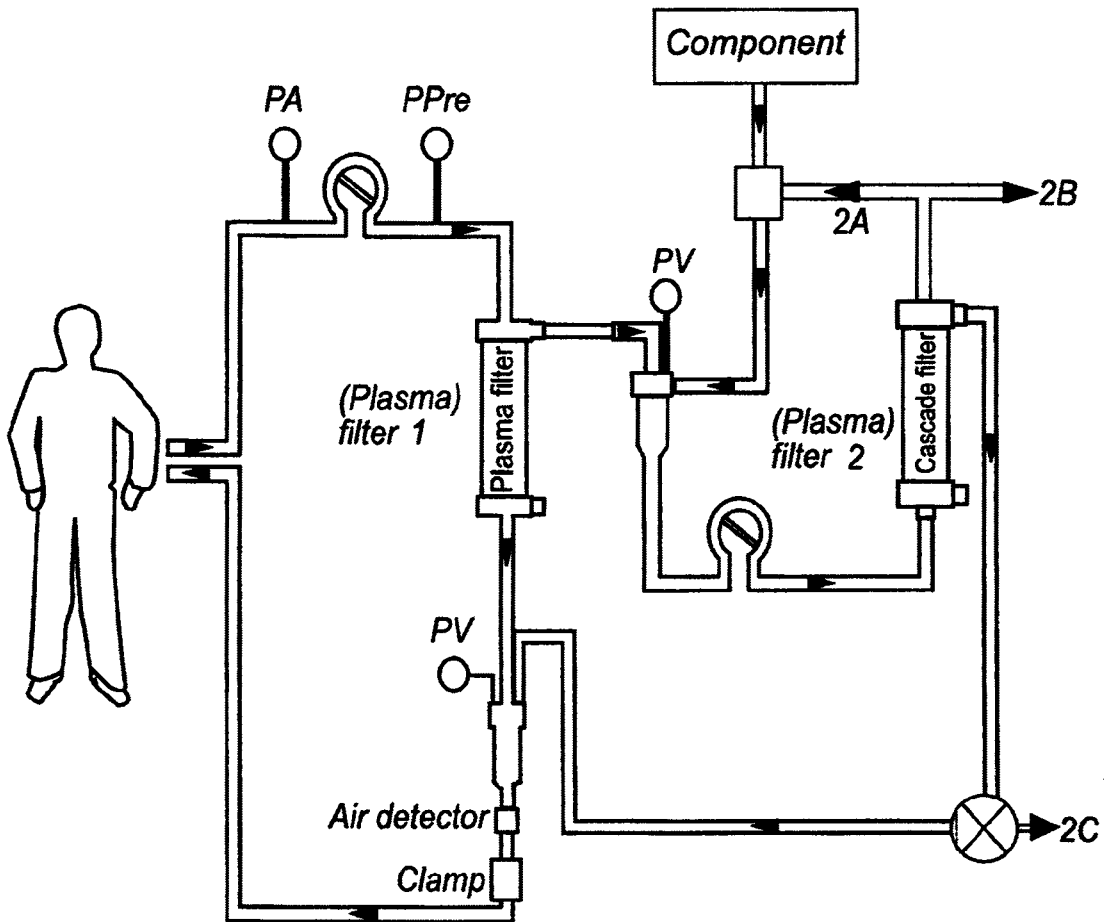 Component
PA
PPre
2B
2A
PV
(Plasma)
filter 1
Plasma filter
(Plasma)
filter 2
Cascade filter
PV
Air detector
2C
Clamp